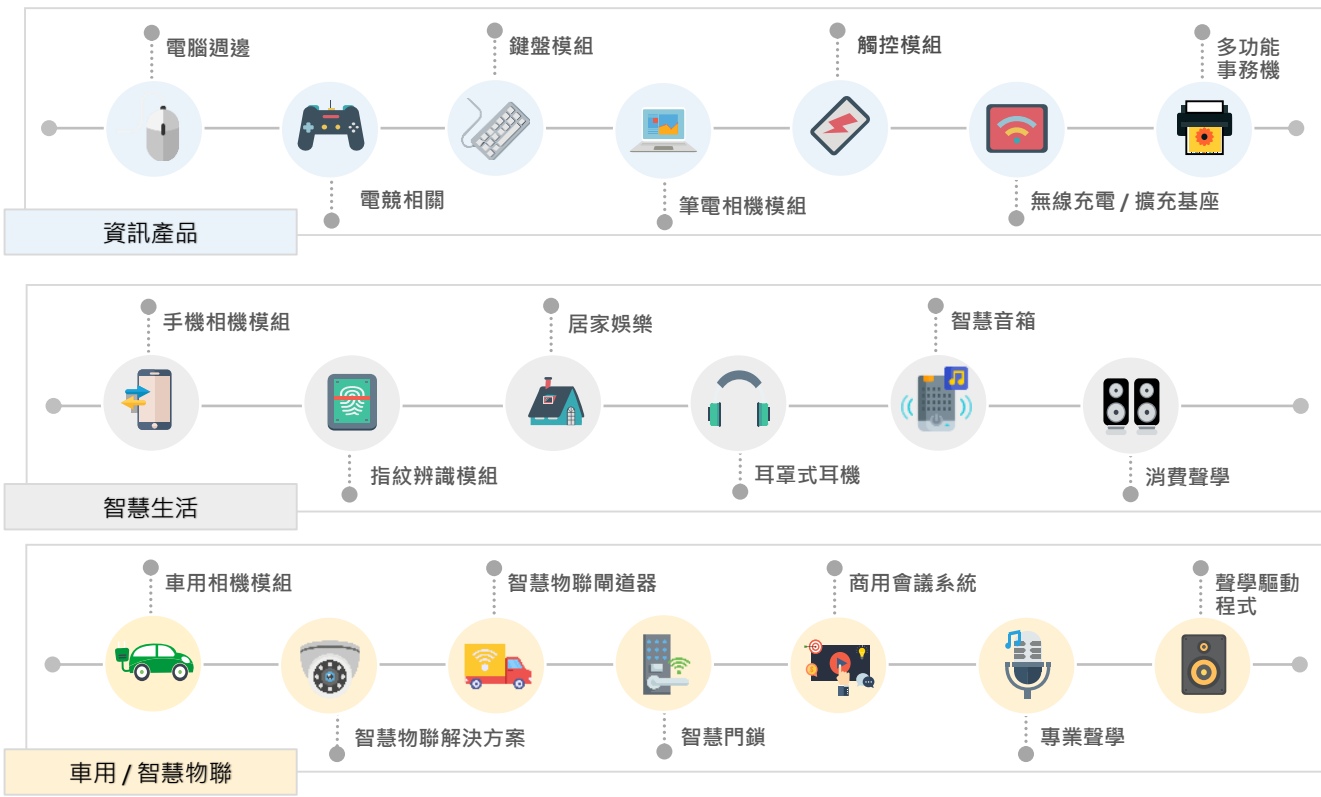 電腦週邊
電競相關
鍵盤模組
筆電相機模組
觸控模組
無線充電 / 擴充基座
多功能
事務機
資訊產品
手機相機模組
指紋辨識模組
居家娛樂
耳罩式耳機
智慧音箱
消費聲學
智慧生活
車用相機模組
智慧物聯解決方案
智慧物聯閘道器
智慧門鎖
商用會議系統
專業聲學
聲學驅動
程式
車用 / 智慧物聯